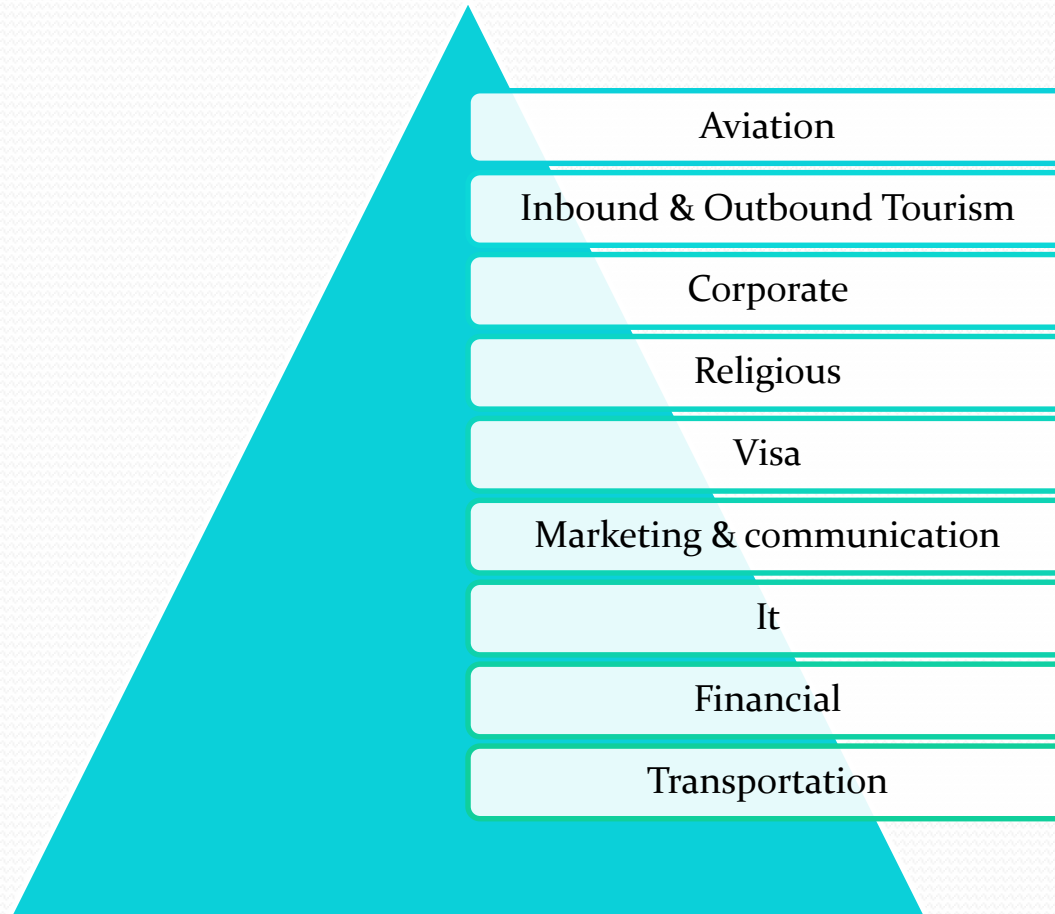 Aviation
Inbound & Outbound Tourism
Corporate
Religious
Visa
Marketing & communication
It
Financial
Transportation